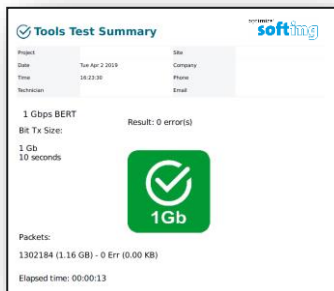 Tools Test Summary
softing
Project
Site
Date Tue Apr 2 2019 Company
Time 16:23:30 Phone
Technician Email
1 Gbps BERT
Result: 0 error(s)
Bit Tx Size:
1 Gb
10 seconds
1Gb
Packets:
1302184 (1.16 GB) - 0 Err (0.00 KB)
Elapsed time: 00:00:13